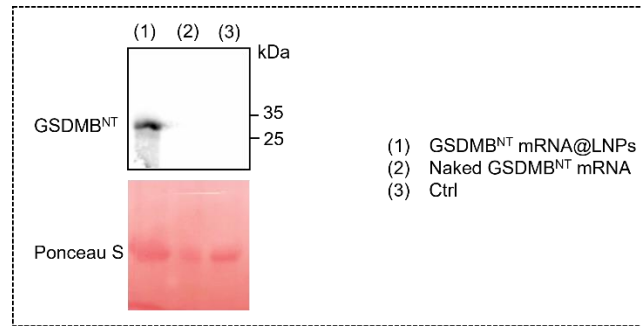 (1) (2) (3)
kDa
GSDMBᴺᵀ
35
25
Ponceau S
(1) GSDMBᴺᵀ mRNA@LNPs
(2) Naked GSDMBᴺᵀ mRNA
(3) Ctrl